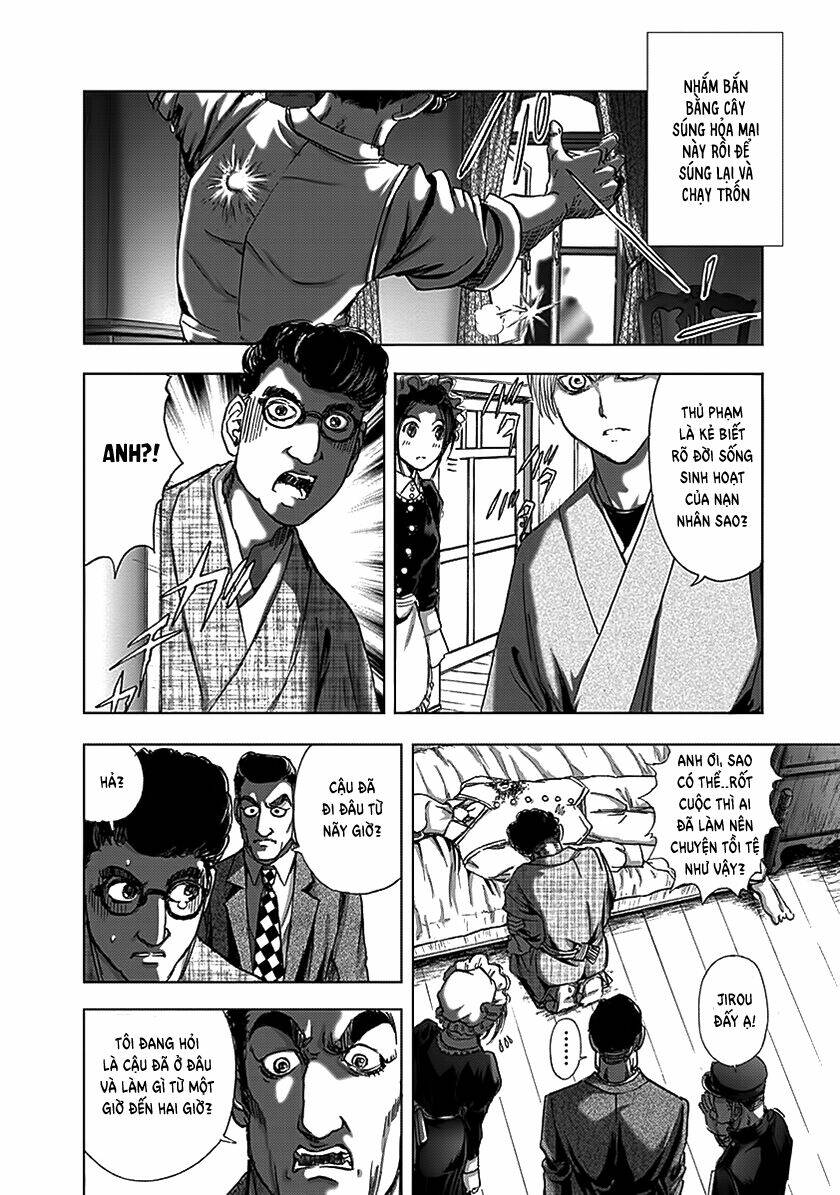 NHẮM BẮN
BẰNG CÂY
SÚNG HỎA MAI
NÀY RỒI ĐỂ
SÚNG LẠI VÀ
CHẠY TRỐN
THỦ PHẠM
LÀ KẺ BIẾT
RÕ ĐỜI SỐNG
SINH HOẠT
CỦA NẠN
NHÂN SAO?
ANH?!
ANH ƠI, SAO
CÓ THỂ..RỐT
CUỘC THÌ AI
ĐÃ LÀM NÊN
CHUYỆN TỒI TỆ
NHƯ VẬY?
JIROU
ĐẤY Ạ!
CẬU ĐÃ
ĐI ĐÂU TỪ
NÃY GIỜ?
HẢ?
TÔI ĐANG HỎI
LÀ CẬU ĐÃ Ở ĐÂU
VÀ LÀM GÌ TỪ MỘT
GIỜ ĐẾN HAI GIỜ?